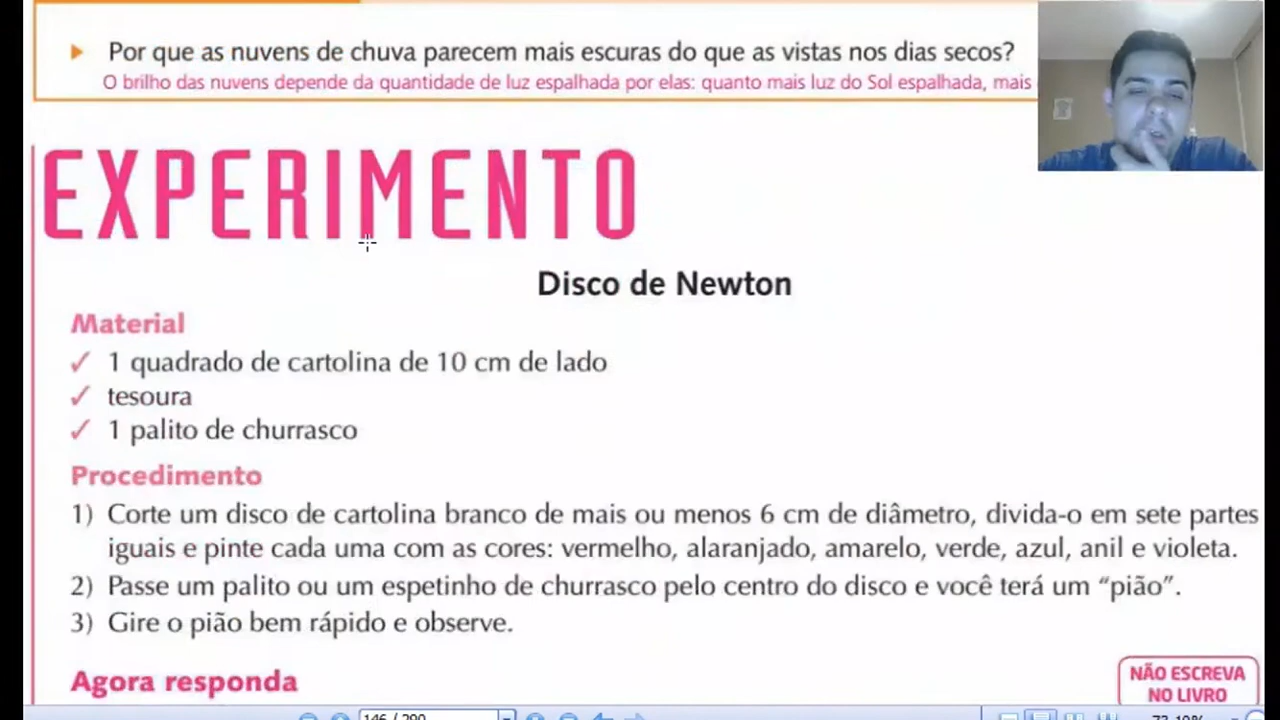 Por que as nuvens de chuva parecem mais escuras do que as vistas nos dias secos?
O brilho das nuvens depende da quantidade de luz espalhada por elas: quanto mais luz do Sol espalhada, mais
EXPERIMENTO
Disco de Newton
Material
✓ 1 quadrado de cartolina de 10 cm de lado
✓ tesoura
✓ 1 palito de churrasco
Procedimento
1) Corte um disco de cartolina branco de mais ou menos 6 cm de diâmetro, divida-o em sete partes
iguais e pinte cada uma com as cores: vermelho, alaranjado, amarelo, verde, azul, anil e violeta.
2) Passe um palito ou um espetinho de churrasco pelo centro do disco e você terá um “pião”.
3) Gire o pião bem rápido e observe.
Agora responda
NÃO ESCREVA
NO LIVRO
146 / 290
73,19%